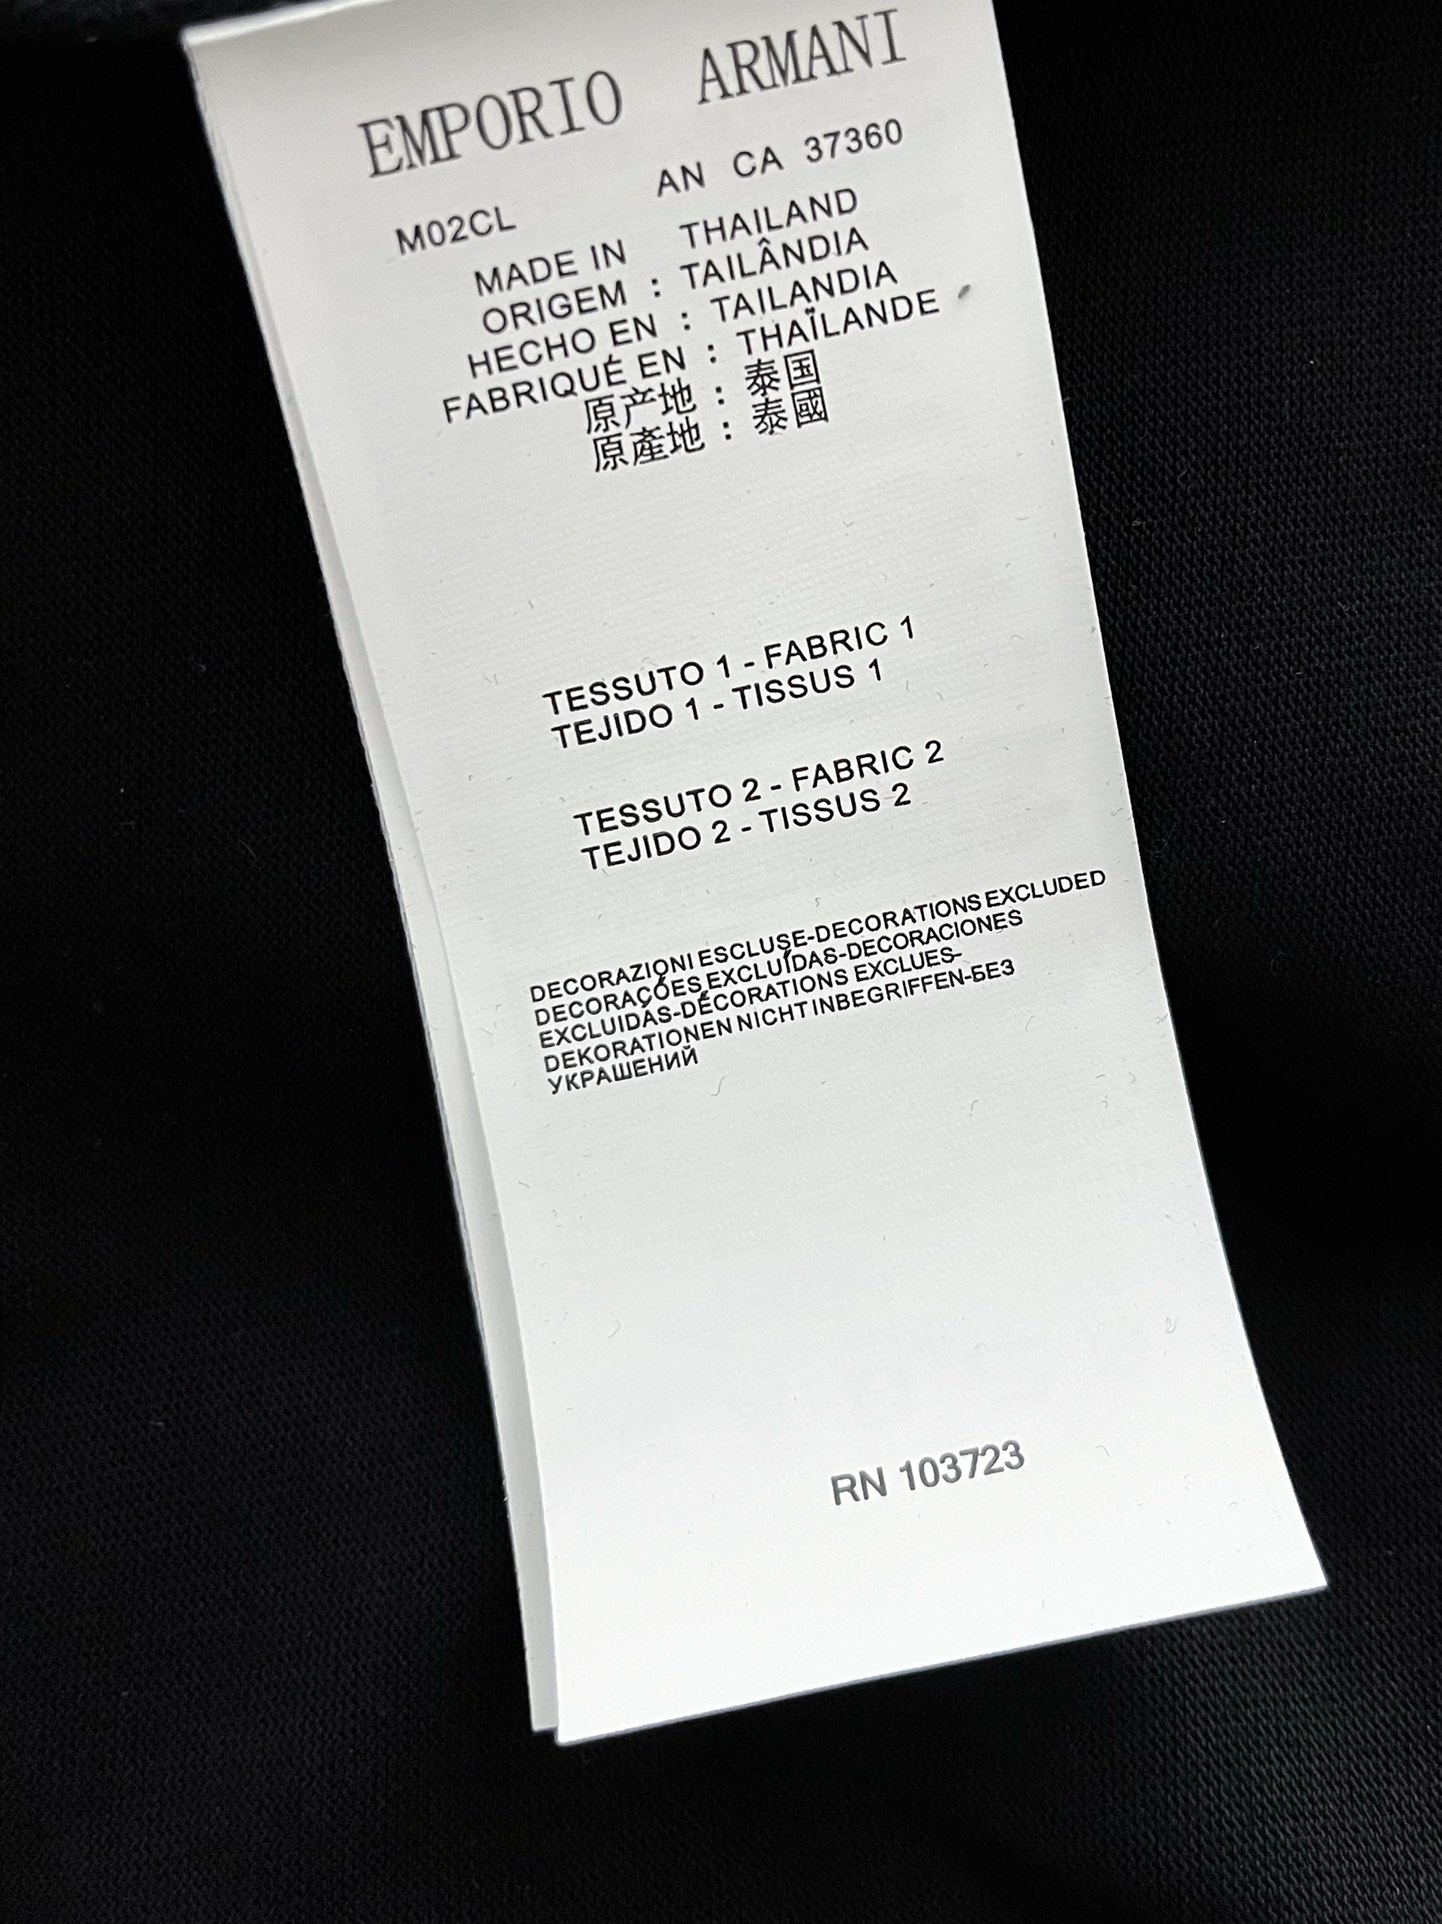 EMPORIO ARMANI
AN CA 37360
M02CL
MADE IN THAILAND
ORIGEM : TAILÂNDIA
HECHO EN : TAILANDIA
FABRIQUÉ EN : THAÏLANDE
原产地 : 泰国
原產地 : 泰國
TESSUTO 1 - FABRIC 1
TEJIDO 1 - TISSUS 1
TESSUTO 2 - FABRIC 2
TEJIDO 2 - TISSUS 2
DECORAZIONI ESCLUSE-DECORATIONS EXCLUDED
DECORAÇÕES EXCLUÍDAS-DECORACIONES
EXCLUIDAS-DÉCORATIONS EXCLUES-
DEKORATIONEN NICHT INBEGRIFFEN-БЕЗ
УКРАШЕНИЙ
RN 103723